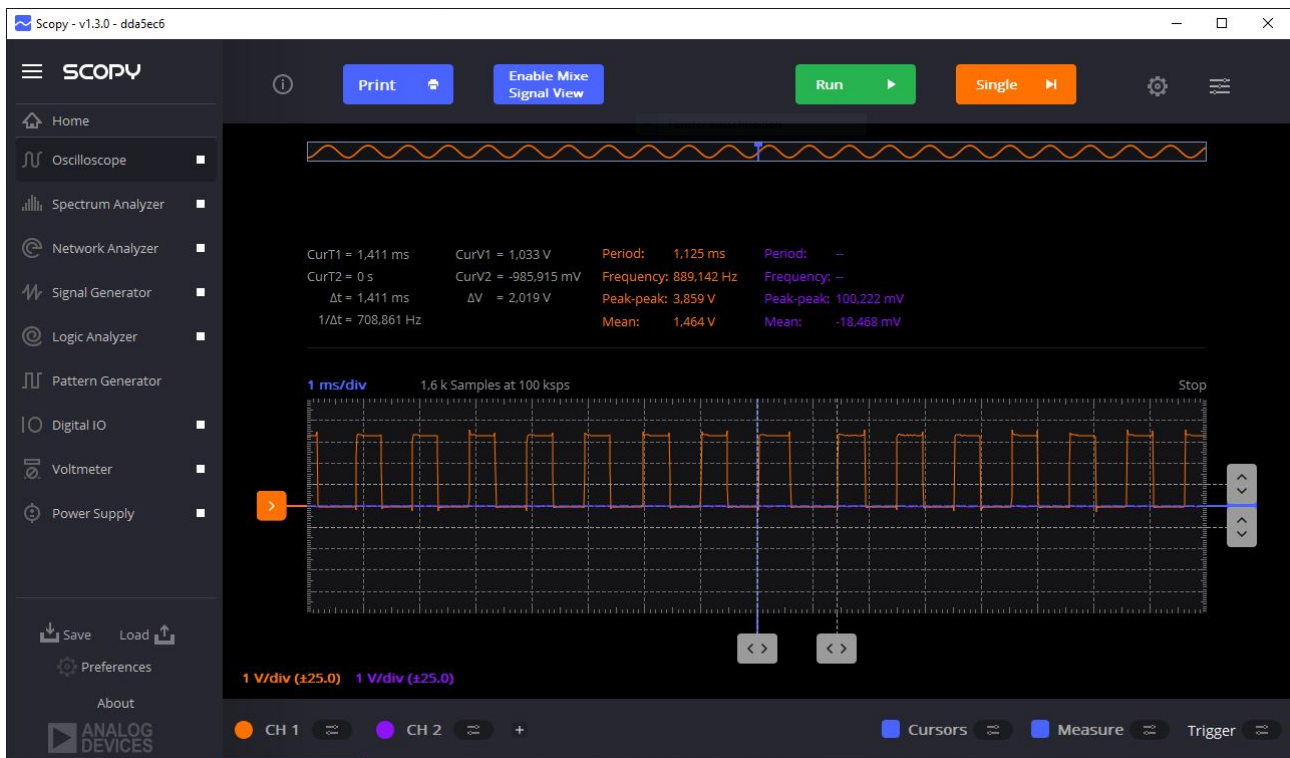 Scopy - v1.3.0 - dda5ec6
SCOPY
Print
Enable Mixe
Signal View
Run
Single
Home
Oscilloscope
Spectrum Analyzer
Network Analyzer
Signal Generator
Logic Analyzer
Pattern Generator
Digital IO
Voltmeter
Power Supply
Save Load
Preferences
About
ANALOG
DEVICES
CurT1 = 1,411 ms CurV1 = 1,033 V Period: 1,125 ms Period: --
CurT2 = 0 s CurV2 = -985,915 mV Frequency: 889,142 Hz Frequency: --
Δt = 1,411 ms ΔV = 2,019 V Peak-peak: 3,859 V Peak-peak: 100,222 mV
1/Δt = 708,861 Hz Mean: 1,464 V Mean: -18,468 mV
1 ms/div 1,6 k Samples at 100 ksps Stop
1 V/div (±25.0) 1 V/div (±25.0)
CH 1 CH 2 + Cursors Measure Trigger